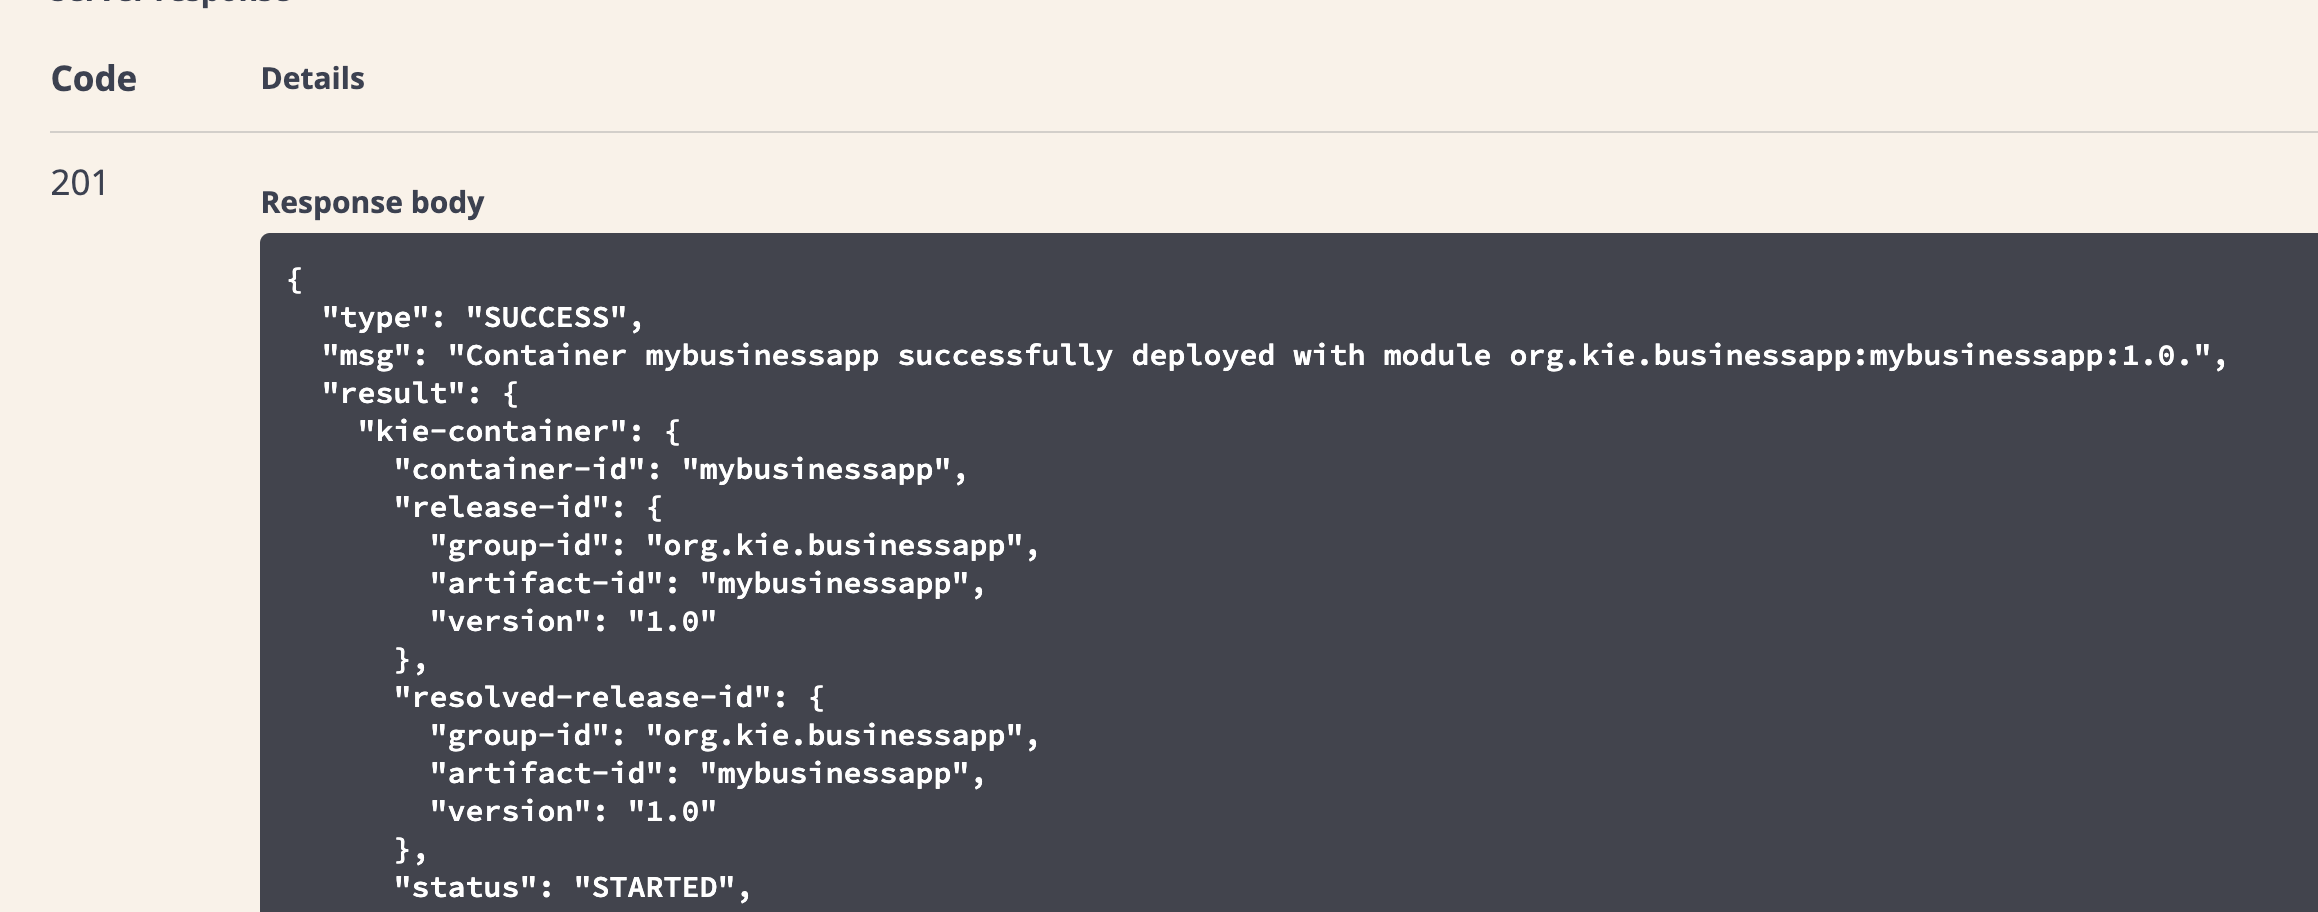 Server response
Code Details
201
Response body
{
"type": "SUCCESS",
"msg": "Container mybusinessapp successfully deployed with module org.kie.businessapp:mybusinessapp:1.0.",
"result": {
"kie-container": {
"container-id": "mybusinessapp",
"release-id": {
"group-id": "org.kie.businessapp",
"artifact-id": "mybusinessapp",
"version": "1.0"
},
"resolved-release-id": {
"group-id": "org.kie.businessapp",
"artifact-id": "mybusinessapp",
"version": "1.0"
},
"status": "STARTED",